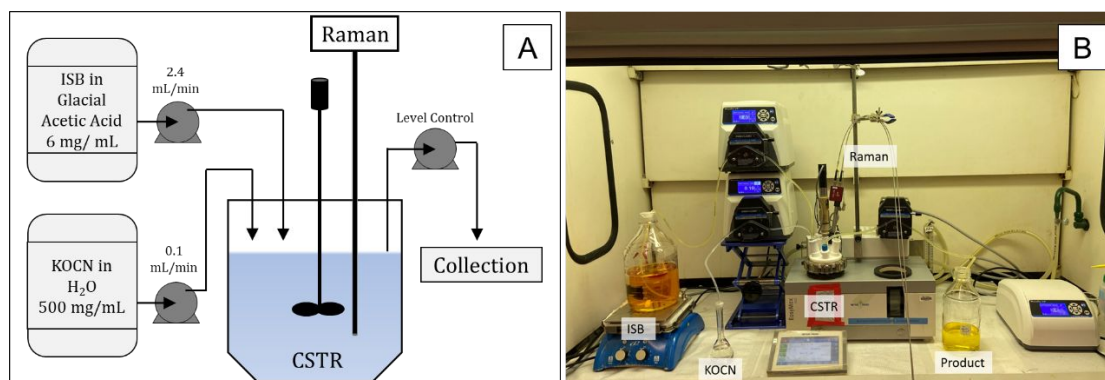 Raman
A
ISB in
Glacial
Acetic Acid
6 mg/ mL
2.4
mL/min
Level Control
KOCN in
H₂O
500 mg/mL
0.1
mL/min
Collection
CSTR
B
Raman
ISB
KOCN
CSTR
Product